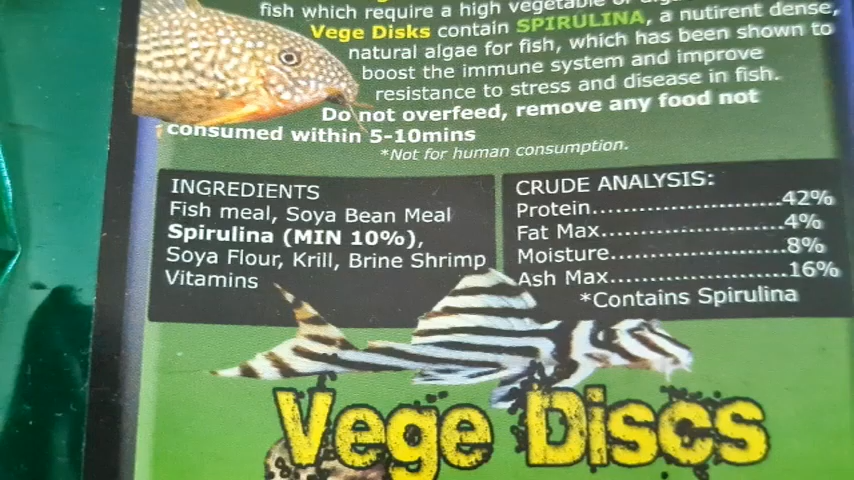 fish which require a high vegetable or
Vege Disks contain SPIRULINA, a nutirent dense,
natural algae for fish, which has been shown to
boost the immune system and improve
resistance to stress and disease in fish.
Do not overfeed, remove any food not
consumed within 5-10mins
*Not for human consumption.
INGREDIENTS
Fish meal, Soya Bean Meal
Spirulina (MIN 10%),
Soya Flour, Krill, Brine Shrimp
Vitamins
CRUDE ANALYSIS:
Protein..............................42%
Fat Max.............................4%
Moisture............................8%
Ash Max............................16%
*Contains Spirulina
Vege Discs